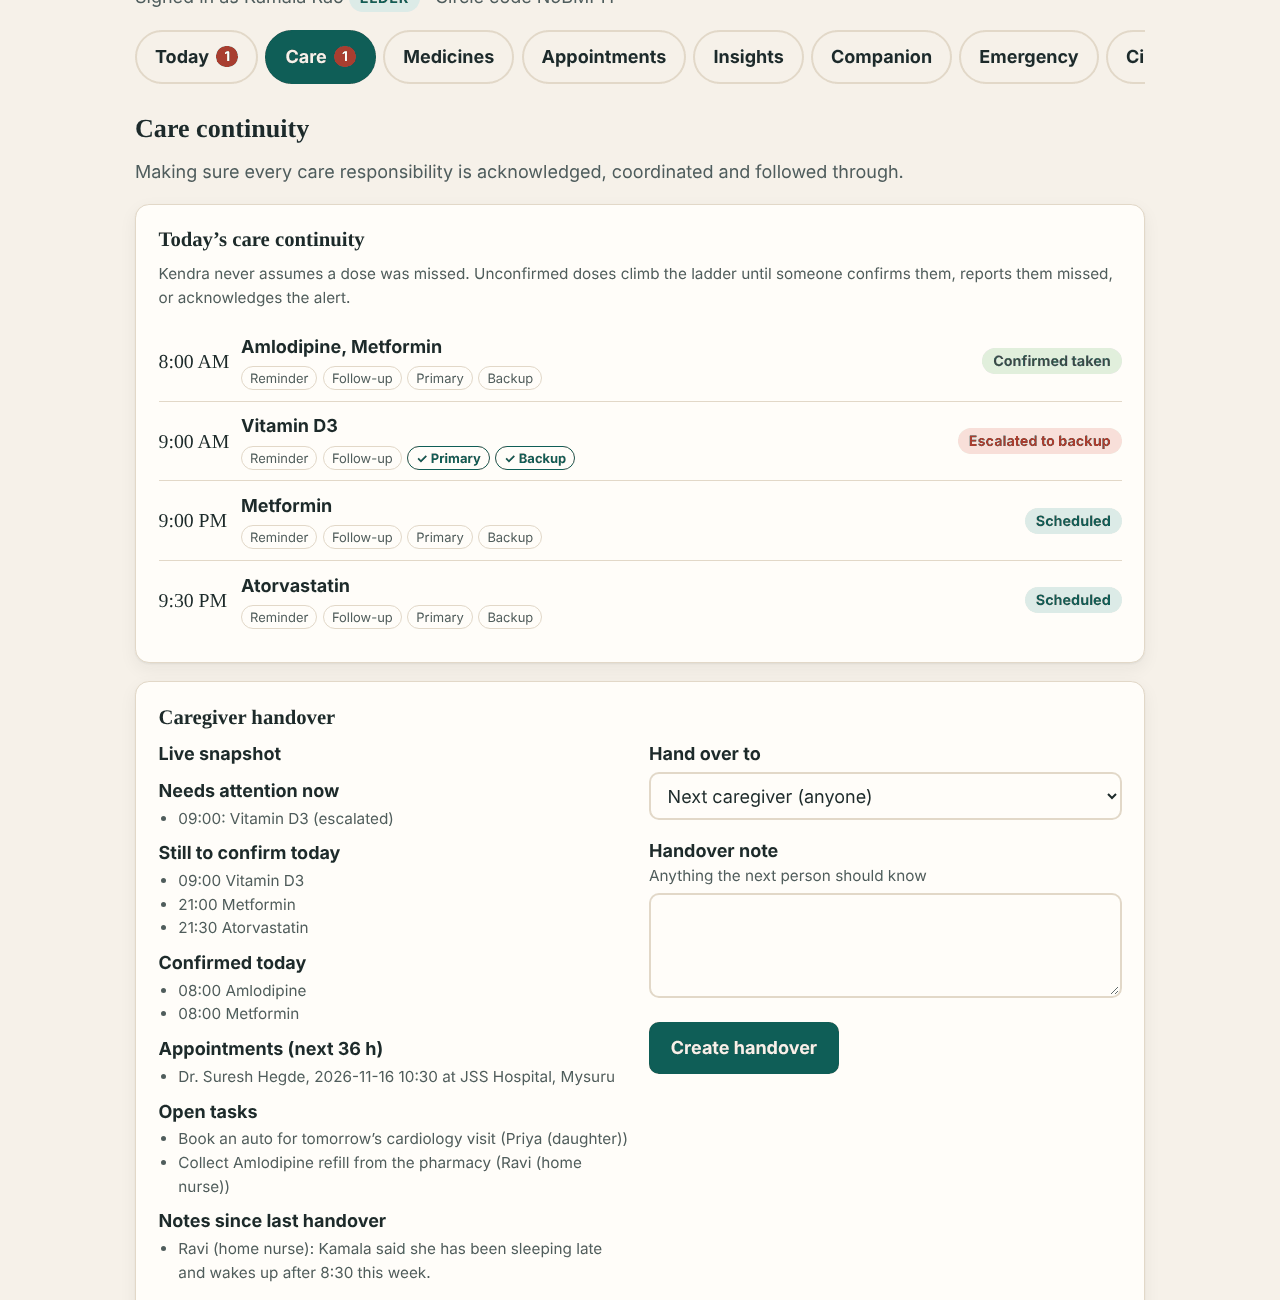 Signed in as Kamala Rao ELDER
Today 1 Care 1 Medicines Appointments Insights Companion Emergency Ci
Care continuity
Making sure every care responsibility is acknowledged, coordinated and followed through.
Today’s care continuity
Kendra never assumes a dose was missed. Unconfirmed doses climb the ladder until someone confirms them, reports them missed,
or acknowledges the alert.
8:00 AM Amlodipine, Metformin Confirmed taken
Reminder Follow-up Primary Backup
9:00 AM Vitamin D3 Escalated to backup
Reminder Follow-up ✓ Primary ✓ Backup
9:00 PM Metformin Scheduled
Reminder Follow-up Primary Backup
9:30 PM Atorvastatin Scheduled
Reminder Follow-up Primary Backup
Caregiver handover
Live snapshot
Needs attention now
• 09:00: Vitamin D3 (escalated)
Still to confirm today
• 09:00 Vitamin D3
• 21:00 Metformin
• 21:30 Atorvastatin
Confirmed today
• 08:00 Amlodipine
• 08:00 Metformin
Appointments (next 36 h)
• Dr. Suresh Hegde, 2026-11-16 10:30 at JSS Hospital, Mysuru
Open tasks
• Book an auto for tomorrow’s cardiology visit (Priya (daughter))
• Collect Amlodipine refill from the pharmacy (Ravi (home
nurse))
Notes since last handover
• Ravi (home nurse): Kamala said she has been sleeping late
and wakes up after 8:30 this week.
Hand over to
Next caregiver (anyone)
Handover note
Anything the next person should know
Create handover